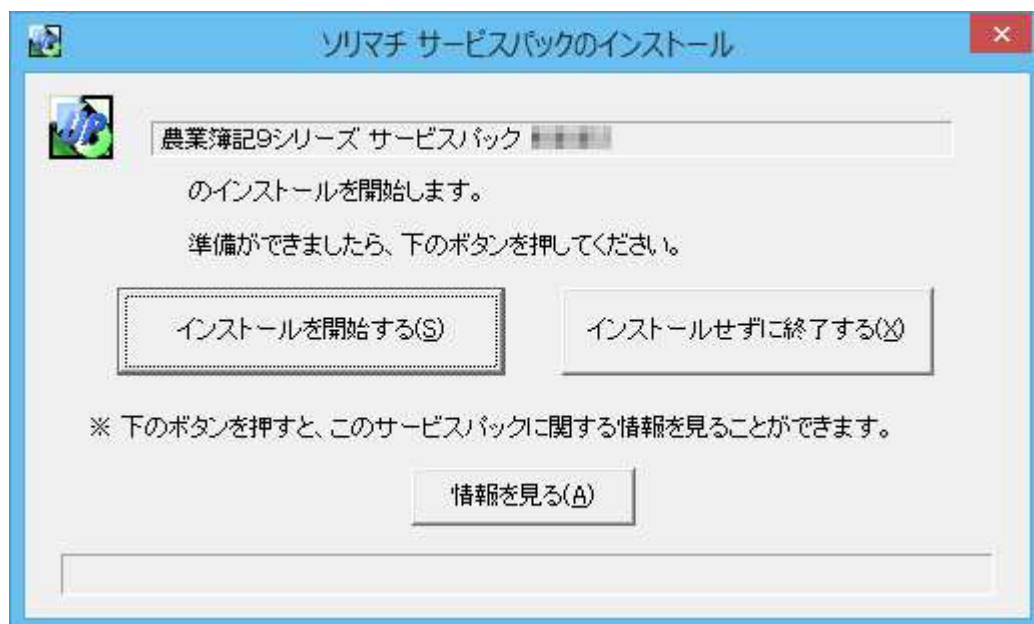 ソリマチ サービスパックのインストール
農業簿記9シリーズ サービスパック
のインストールを開始します。
準備ができましたら、下のボタンを押してください。
インストールを開始する(S)
インストールせずに終了する(X)
※ 下のボタンを押すと、このサービスパックに関する情報を見ることができます。
情報を見る(A)